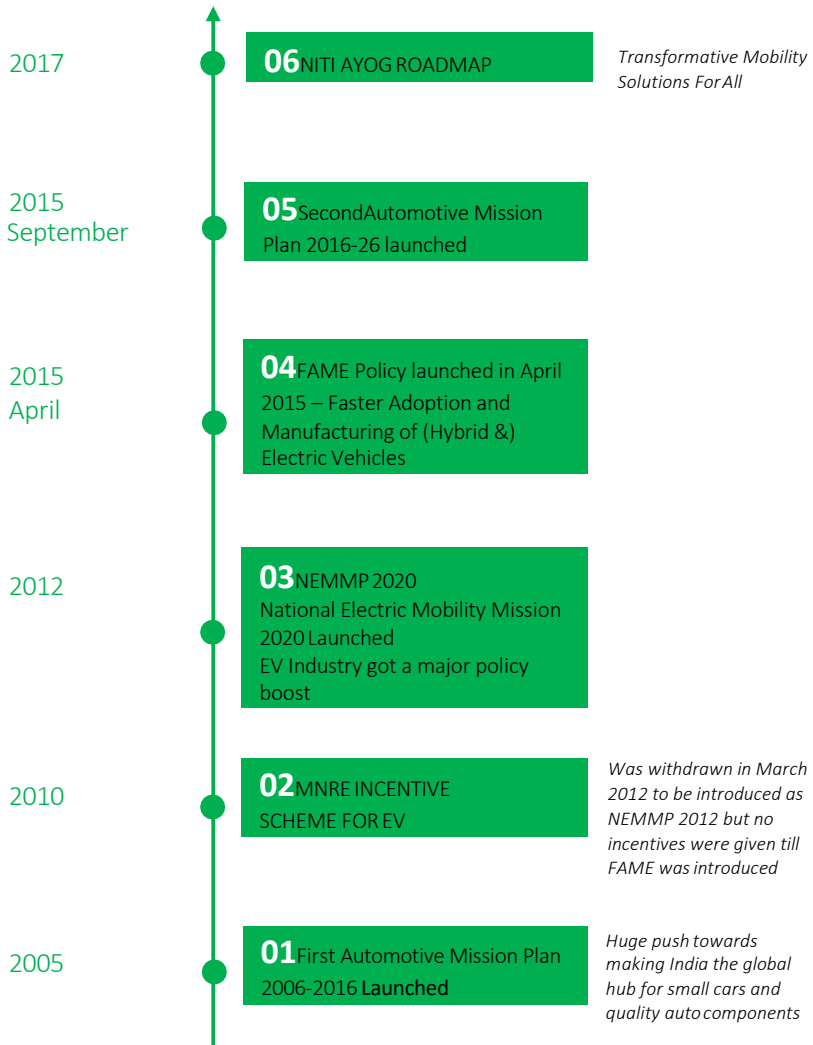 2017
06NITI AYOG ROADMAP
Transformative Mobility
Solutions For All
2015
September
05Second Automotive Mission
Plan 2016-26 launched
2015
April
04FAME Policy launched in April
2015 – Faster Adoption and
Manufacturing of (Hybrid &)
Electric Vehicles
2012
03NEMMP 2020
National Electric Mobility Mission
2020 Launched
EV Industry got a major policy
boost
2010
02MNRE INCENTIVE
SCHEME FOR EV
Was withdrawn in March
2012 to be introduced as
NEMMP 2012 but no
incentives were given till
FAME was introduced
2005
01First Automotive Mission Plan
2006-2016 Launched
Huge push towards
making India the global
hub for small cars and
quality auto components